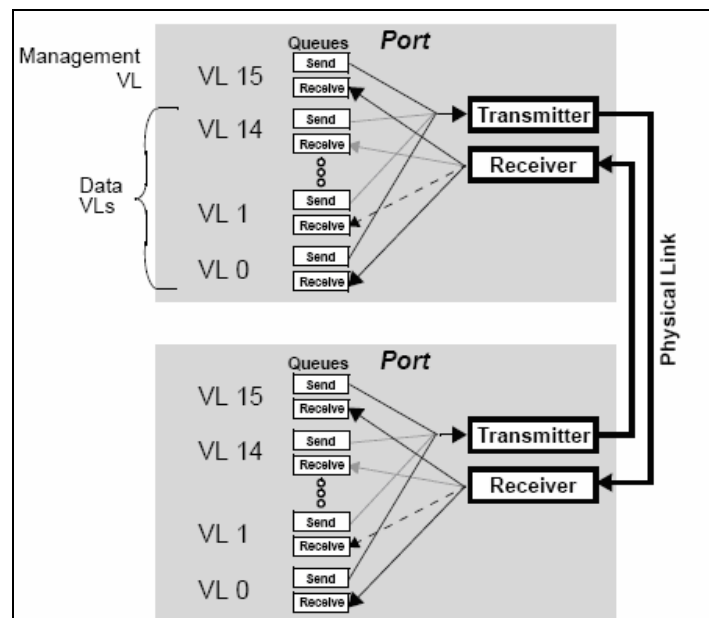 Queues Port
Management
VL
VL 15
Send
Receive
Transmitter
VL 14
Send
Receive
Receiver
Data
VLs
VL 1
Send
Receive
VL 0
Send
Receive
Physical Link
Queues Port
VL 15
Send
Receive
Transmitter
VL 14
Send
Receive
Receiver
VL 1
Send
Receive
VL 0
Send
Receive